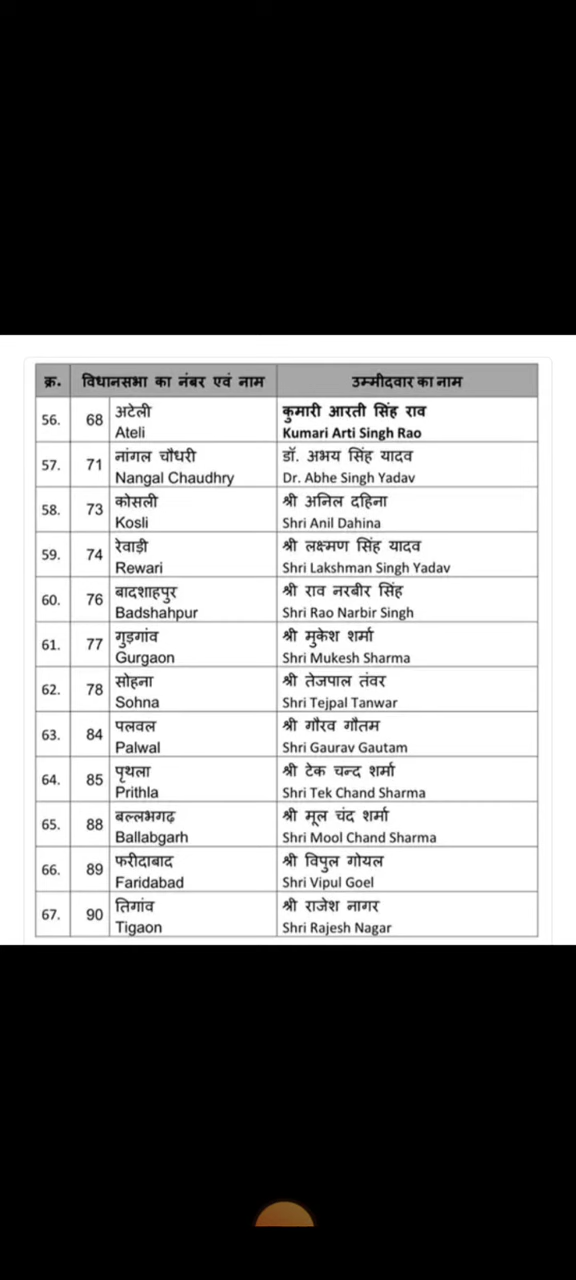 क्र. विधानसभा का नंबर एवं नाम उम्मीदवार का नाम
56. 68 अटेली कुमारी आरती सिंह राव
Ateli Kumari Arti Singh Rao
57. 71 नांगल चौधरी डॉ. अभय सिंह यादव
Nangal Chaudhry Dr. Abhe Singh Yadav
58. 73 कोसली श्री अनिल दहिना
Kosli Shri Anil Dahina
59. 74 रेवाड़ी श्री लक्ष्मण सिंह यादव
Rewari Shri Lakshman Singh Yadav
60. 76 बादशाहपुर श्री राव नरबीर सिंह
Badshahpur Shri Rao Narbir Singh
61. 77 गुड़गांव श्री मुकेश शर्मा
Gurgaon Shri Mukesh Sharma
62. 78 सोहना श्री तेजपाल तंवर
Sohna Shri Tejpal Tanwar
63. 84 पलवल श्री गौरव गौतम
Palwal Shri Gaurav Gautam
64. 85 पृथला श्री टेक चन्द शर्मा
Prithla Shri Tek Chand Sharma
65. 88 बल्लभगढ़ श्री मूल चंद शर्मा
Ballabgarh Shri Mool Chand Sharma
66. 89 फरीदाबाद श्री विपुल गोयल
Faridabad Shri Vipul Goel
67. 90 तिगांव श्री राजेश नागर
Tigaon Shri Rajesh Nagar